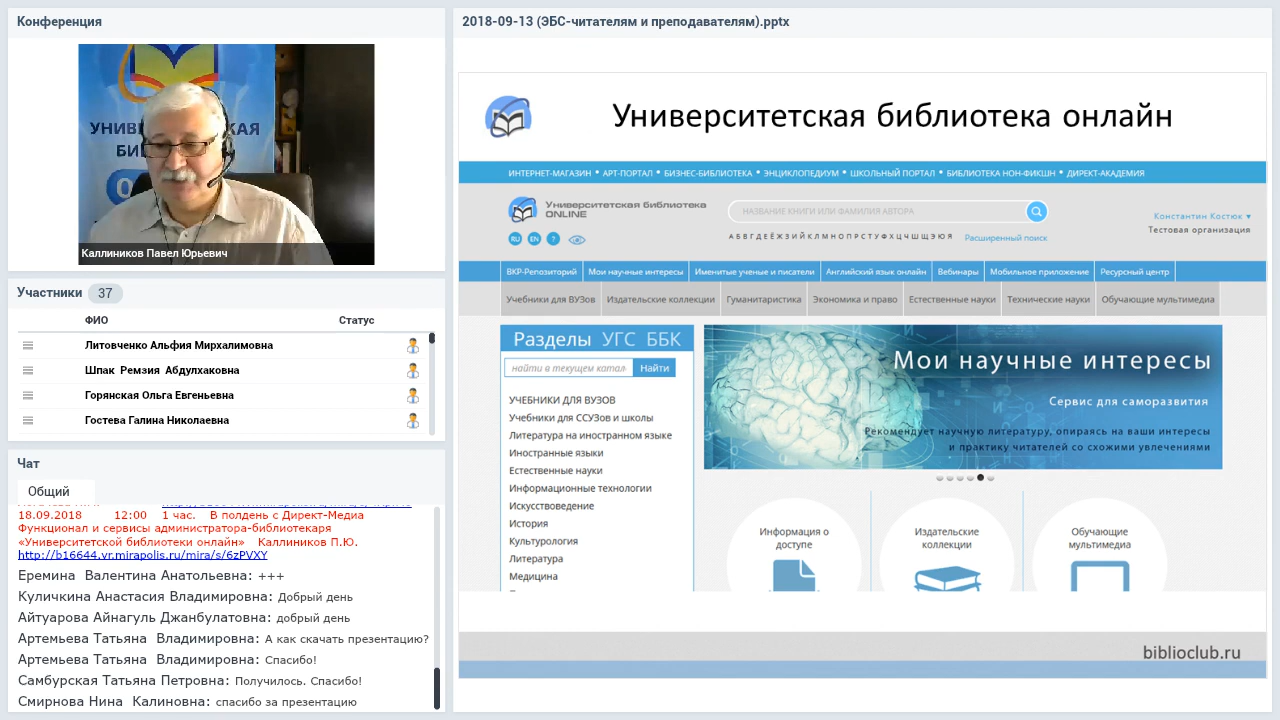 Конференция
УНИВ
СКАЯ
БИ
Каллиников Павел Юрьевич
Участники 37
ФИО Статус
Литовченко Альфия Мирхалимовна
Шпак Ремзия Абдулхаковна
Горянская Ольга Евгеньевна
Гостева Галина Николаевна
Чат
Общий
18.09.2018 12:00 1 час. В полдень с Директ-Медиа
Функционал и сервисы администратора-библиотекаря
«Университетской библиотеки онлайн» Каллиников П.Ю.
http://b16644.vr.mirapolis.ru/mira/s/6zPVXY
Еремина Валентина Анатольевна: +++
Куличкина Анастасия Владимировна: Добрый день
Айтуарова Айнагуль Джанбулатовна: добрый день
Артемьева Татьяна Владимировна: А как скачать презентацию?
Артемьева Татьяна Владимировна: Спасибо!
Самбурская Татьяна Петровна: Получилось. Спасибо!
Смирнова Нина Калиновна: спасибо за презентацию
2018-09-13 (ЭБС-читателям и преподавателям).pptx
Университетская библиотека онлайн
ИНТЕРНЕТ-МАГАЗИН • АРТ-ПОРТАЛ • БИЗНЕС-БИБЛИОТЕКА • ЭНЦИКЛОПЕДИУМ • ШКОЛЬНЫЙ ПОРТАЛ • БИБЛИОТЕКА НОН-ФИКШН • ДИРЕКТ-АКАДЕМИЯ
Университетская библиотека
ONLINE
НАЗВАНИЕ КНИГИ ИЛИ ФАМИЛИЯ АВТОРА
Константин Костюк ▾
Тестовая организация
RU EN ?
А Б В Г Д Е Ё Ж З И Й К Л М Н О П Р С Т У Ф Х Ц Ч Ш Щ Э Ю Я Расширенный поиск
ВКР-Репозиторий Мои научные интересы Именитые ученые и писатели Английский язык онлайн Вебинары Мобильное приложение Ресурсный центр
Учебники для ВУЗов Издательские коллекции Гуманитаристика Экономика и право Естественные науки Технические науки Обучающие мультимедиа
Разделы УГС ББК
найти в текущем катал Найти
УЧЕБНИКИ ДЛЯ ВУЗОВ
Учебники для ССУЗов и школы
Литература на иностранном языке
Иностранные языки
Естественные науки
Информационные технологии
Искусствоведение
История
Культурология
Литература
Медицина
Мои научные интересы
Сервис для саморазвития
Рекомендует научную литературу, опираясь на ваши интересы
и практику читателей со схожими увлечениями
Информация о
доступе
Издательские
коллекции
Обучающие
мультимедиа
biblioclub.ru